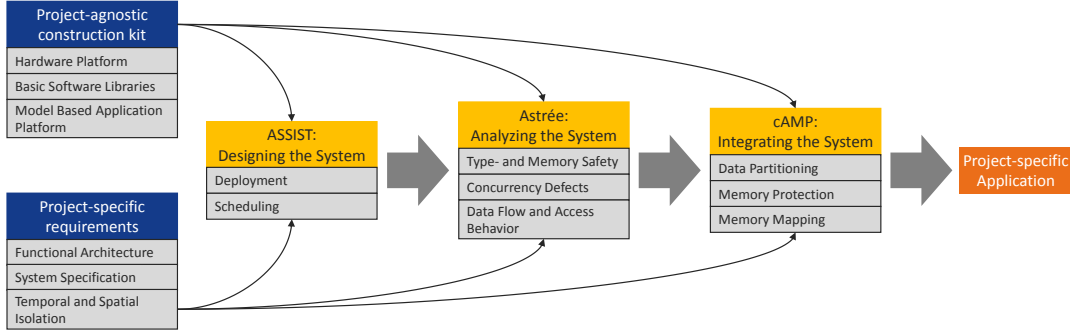 Project-agnostic
construction kit
Hardware Platform
Basic Software Libraries
Model Based Application
Platform
Project-specific
requirements
Functional Architecture
System Specification
Temporal and Spatial
Isolation
ASSIST:
Designing the System
Deployment
Scheduling
Astrée:
Analyzing the System
Type- and Memory Safety
Concurrency Defects
Data Flow and Access
Behavior
cAMP:
Integrating the System
Data Partitioning
Memory Protection
Memory Mapping
Project-specific
Application